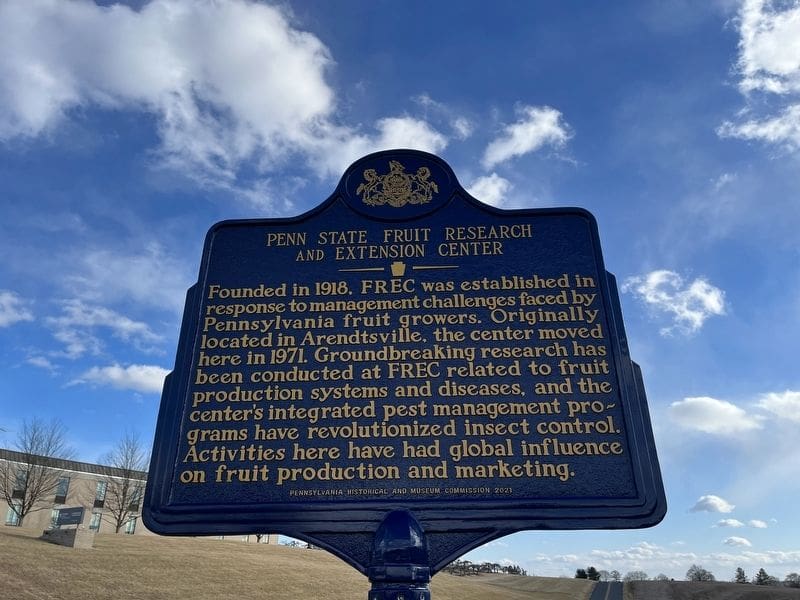 PENN STATE FRUIT RESEARCH
AND EXTENSION CENTER
Founded in 1918, FREC was established in
response to management challenges faced by
Pennsylvania fruit growers. Originally
located in Arendtsville, the center moved
here in 1971. Groundbreaking research has
been conducted at FREC related to fruit
production systems and diseases, and the
center's integrated pest management pro-
grams have revolutionized insect control.
Activities here have had global influence
on fruit production and marketing.
PENNSYLVANIA HISTORICAL AND MUSEUM COMMISSION 2021